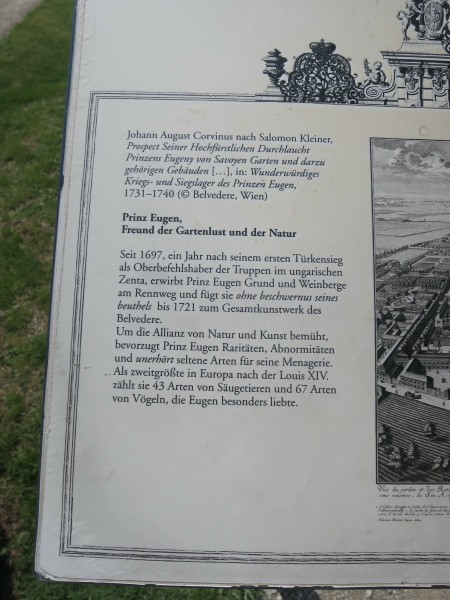 Johann August Corvinus nach Salomon Kleiner,
Prospect Seiner Hochfürstlichen Durchlaucht
Prinzens Eugeny von Savoyen Garten und darzu
gehörigen Gebäuden [...], in: Wunderwürdiges
Kriegs- und Siegslager des Prinzen Eugen,
1731–1740 (© Belvedere, Wien)
Prinz Eugen,
Freund der Gartenlust und der Natur
Seit 1697, ein Jahr nach seinem ersten Türkensieg
als Oberbefehlshaber der Truppen im ungarischen
Zenta, erwirbt Prinz Eugen Grund und Weinberge
am Rennweg und fügt sie ohne beschwernus seines
beuthels bis 1721 zum Gesamtkunstwerk des
Belvedere.
Um die Allianz von Natur und Kunst bemüht,
bevorzugt Prinz Eugen Raritäten, Abnormitäten
und unerhört seltene Arten für seine Menagerie.
Als zweitgrößte in Europa nach der Louis XIV.
zählt sie 43 Arten von Säugetieren und 67 Arten
von Vögeln, die Eugen besonders liebte.